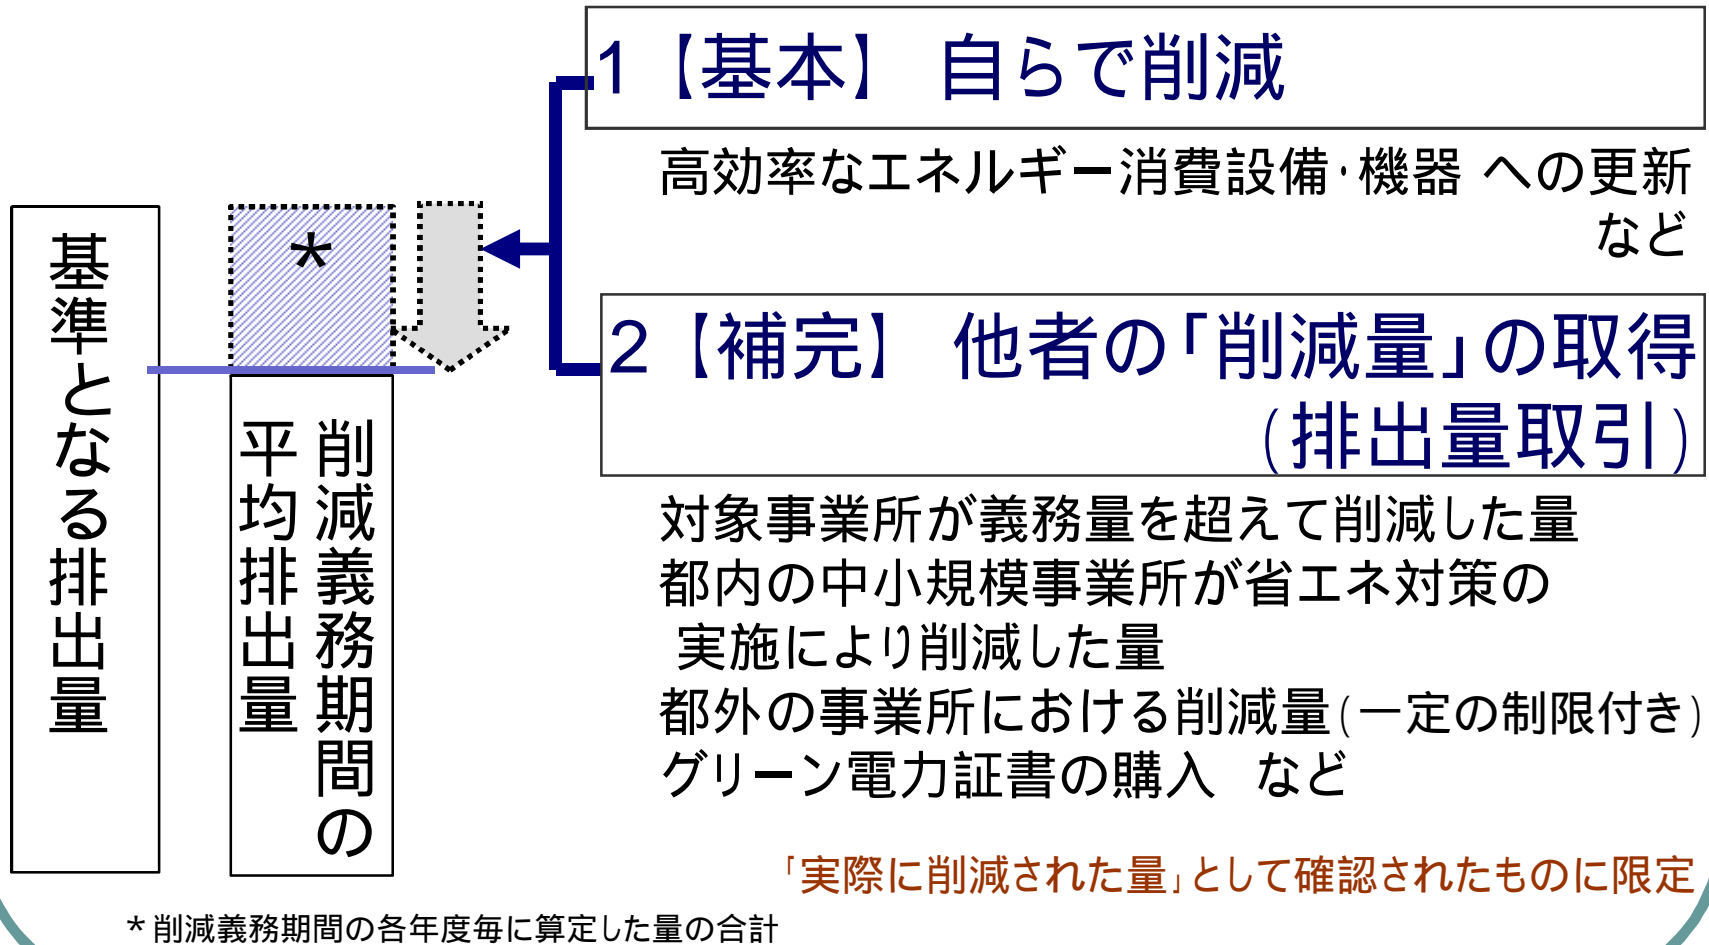 1【基本】 自らで削減
高効率なエネルギー消費設備・機器 への更新
など
2【補完】 他者の「削減量」の取得
(排出量取引)
対象事業所が義務量を超えて削減した量
都内の中小規模事業所が省エネ対策の
実施により削減した量
都外の事業所における削減量(一定の制限付き)
グリーン電力証書の購入 など
「実際に削減された量」として確認されたものに限定
基準となる排出量
*
削減義務期間の
平均排出量
*削減義務期間の各年度毎に算定した量の合計